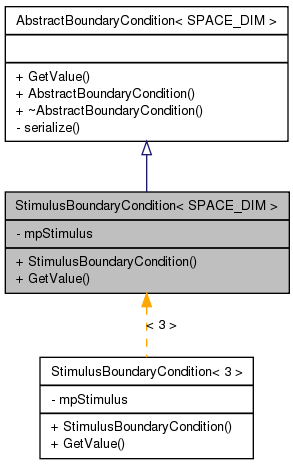 AbstractBoundaryCondition< SPACE_DIM >
+ GetValue()
+ AbstractBoundaryCondition()
+ ~AbstractBoundaryCondition()
- serialize()
StimulusBoundaryCondition< SPACE_DIM >
- mpStimulus
+ StimulusBoundaryCondition()
+ GetValue()
< 3 >
StimulusBoundaryCondition< 3 >
- mpStimulus
+ StimulusBoundaryCondition()
+ GetValue()